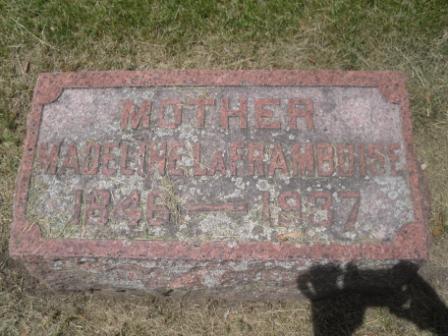 MOTHER
MADELINE LAFRAMBOISE
1846 — 1937